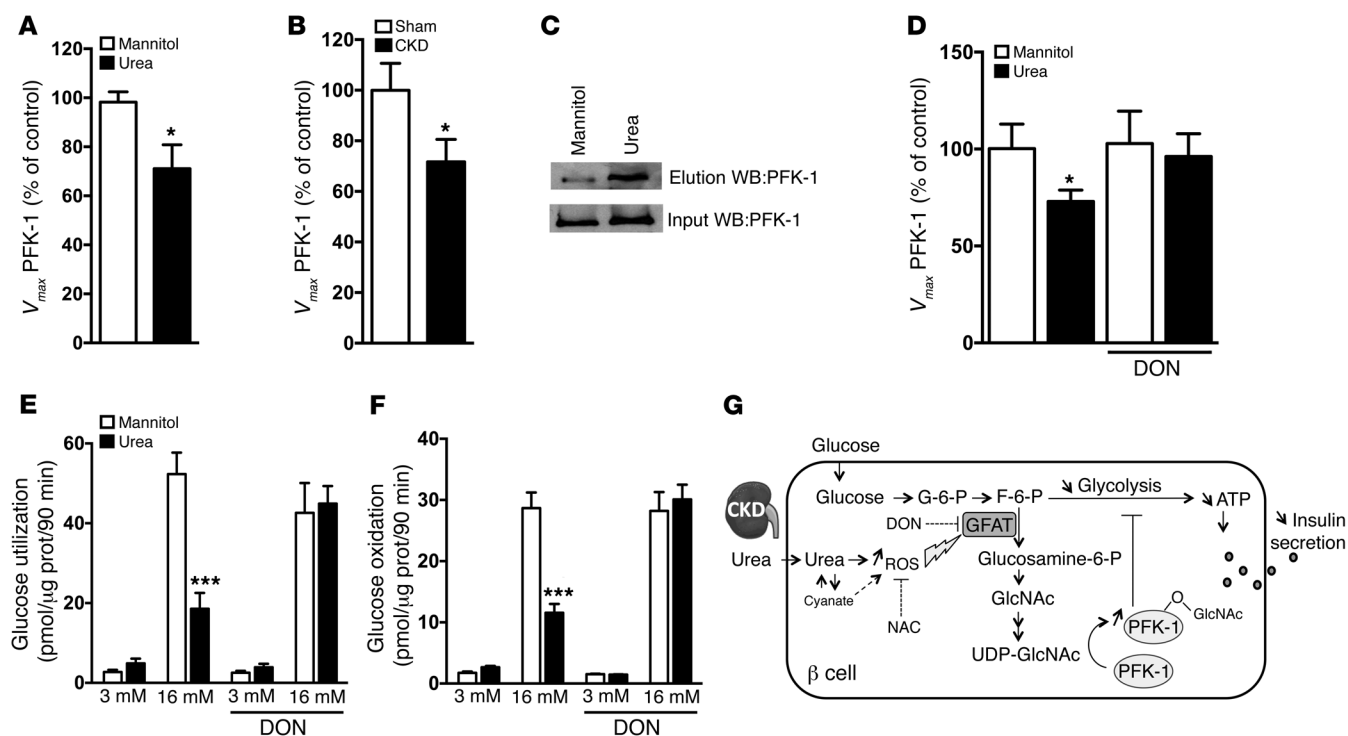 A
Mannitol
Urea
V max PFK-1 (% of control)
120
100
80
60
40
20
0
*
B
Sham
CKD
V max PFK-1 (% of control)
120
100
80
60
40
20
0
*
C
Mannitol
Urea
Elution WB:PFK-1
Input WB:PFK-1
D
Mannitol
Urea
V max PFK-1 (% of control)
150
100
50
0
*
DON
E
Mannitol
Urea
Glucose utilization
(pmol/μg prot/90 min)
60
40
20
0
***
3 mM 16 mM 3 mM 16 mM
DON
F
Glucose oxidation
(pmol/μg prot/90 min)
40
30
20
10
0
***
3 mM 16 mM 3 mM 16 mM
DON
G
Glucose
Glucose G-6-P F-6-P Glycolysis ATP
CKD
DON GFAT
Insulin
secretion
Urea Urea ROS Glucosamine-6-P
Cyanate
GlcNAc
NAC
O
GlcNAc
PFK-1
UDP-GlcNAc
PFK-1
β cell